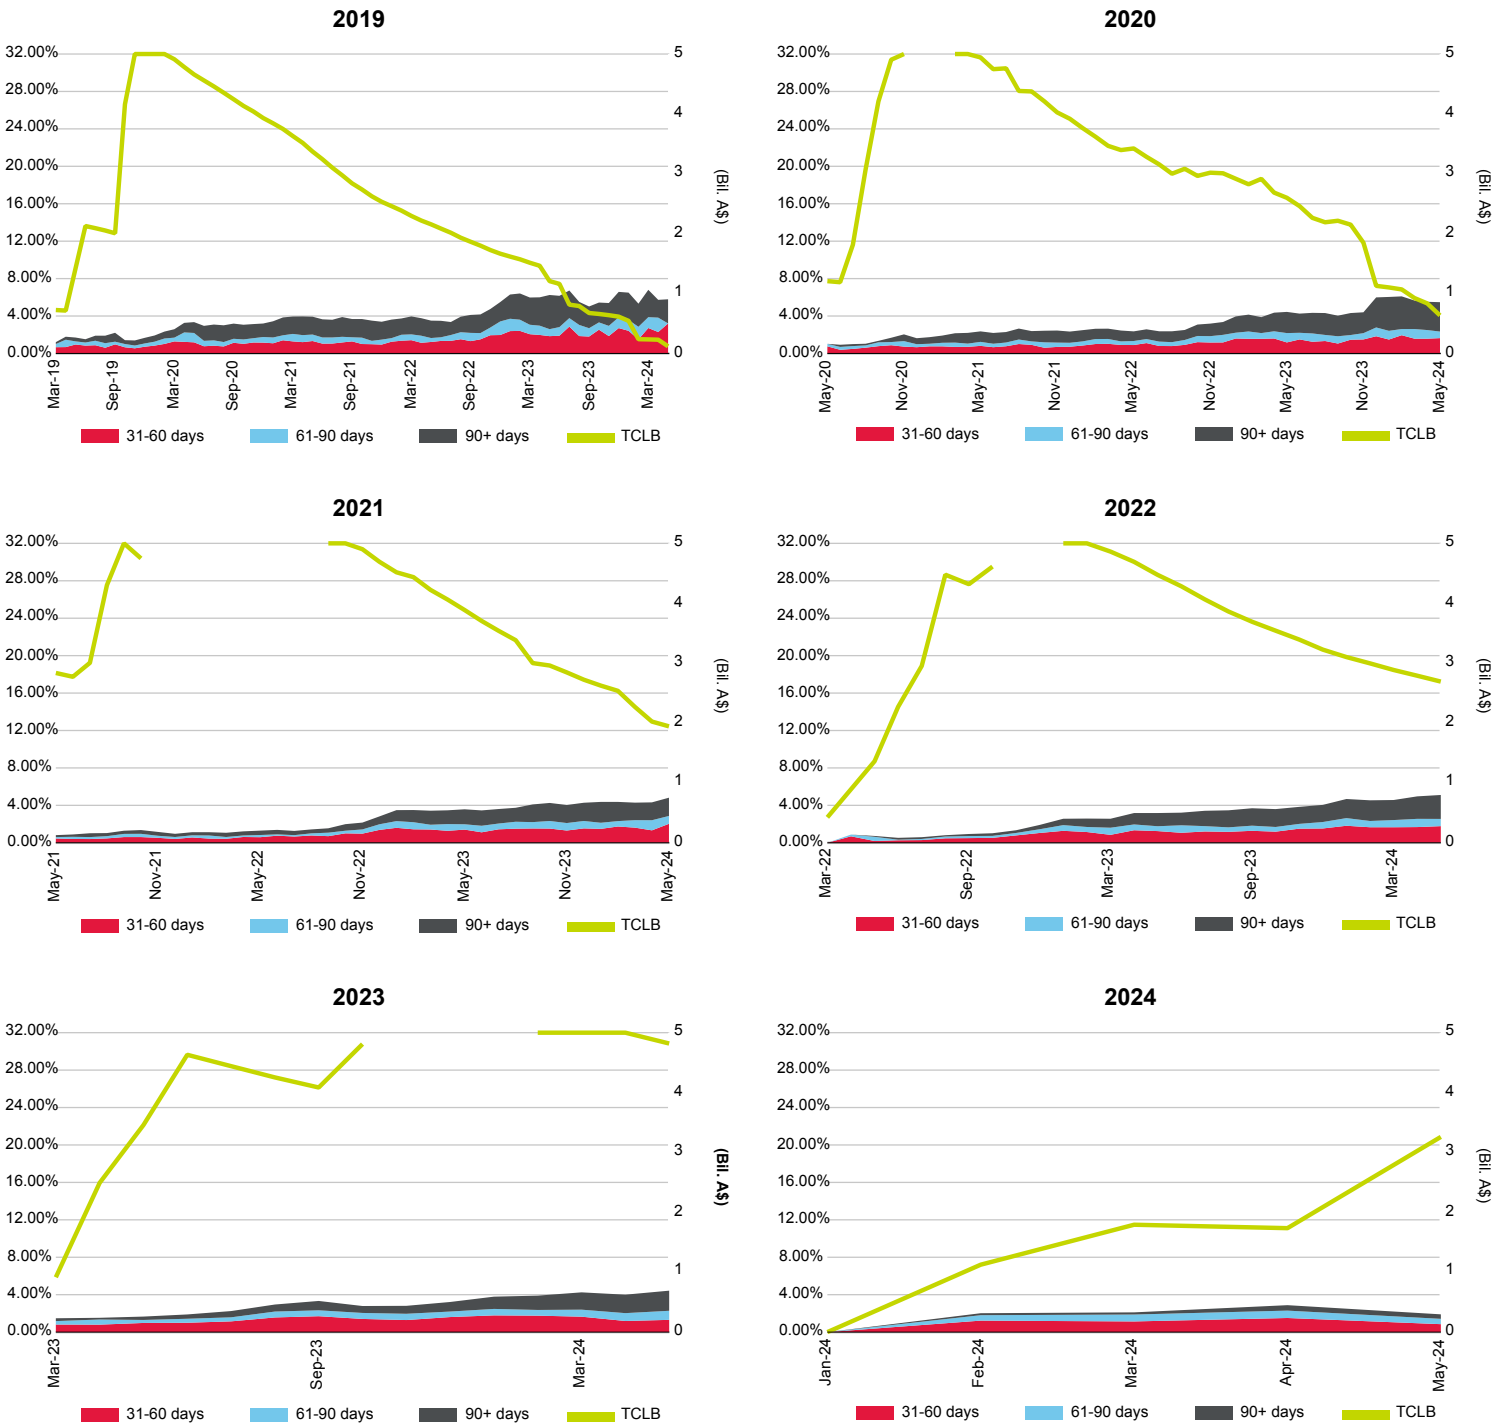 2019
32.00%
28.00%
24.00%
20.00%
16.00%
12.00%
8.00%
4.00%
0.00%
5
4
3
2
1
0
(Bil. A$)
Mar-19
Sep-19
Mar-20
Sep-20
Mar-21
Sep-21
Mar-22
Sep-22
Mar-23
Sep-23
Mar-24
31-60 days 61-90 days 90+ days TCLB
2020
32.00%
28.00%
24.00%
20.00%
16.00%
12.00%
8.00%
4.00%
0.00%
5
4
3
2
1
0
(Bil. A$)
May-20
Nov-20
May-21
Nov-21
May-22
Nov-22
May-23
Nov-23
May-24
31-60 days 61-90 days 90+ days TCLB
2021
32.00%
28.00%
24.00%
20.00%
16.00%
12.00%
8.00%
4.00%
0.00%
5
4
3
2
1
0
(Bil. A$)
May-21
Nov-21
May-22
Nov-22
May-23
Nov-23
May-24
31-60 days 61-90 days 90+ days TCLB
2022
32.00%
28.00%
24.00%
20.00%
16.00%
12.00%
8.00%
4.00%
0.00%
5
4
3
2
1
0
(Bil. A$)
Mar-22
Sep-22
Mar-23
Sep-23
Mar-24
31-60 days 61-90 days 90+ days TCLB
2023
32.00%
28.00%
24.00%
20.00%
16.00%
12.00%
8.00%
4.00%
0.00%
5
4
3
2
1
0
(Bil. A$)
Mar-23
Sep-23
Mar-24
31-60 days 61-90 days 90+ days TCLB
2024
32.00%
28.00%
24.00%
20.00%
16.00%
12.00%
8.00%
4.00%
0.00%
5
4
3
2
1
0
(Bil. A$)
Jan-24
Feb-24
Mar-24
Apr-24
May-24
31-60 days 61-90 days 90+ days TCLB